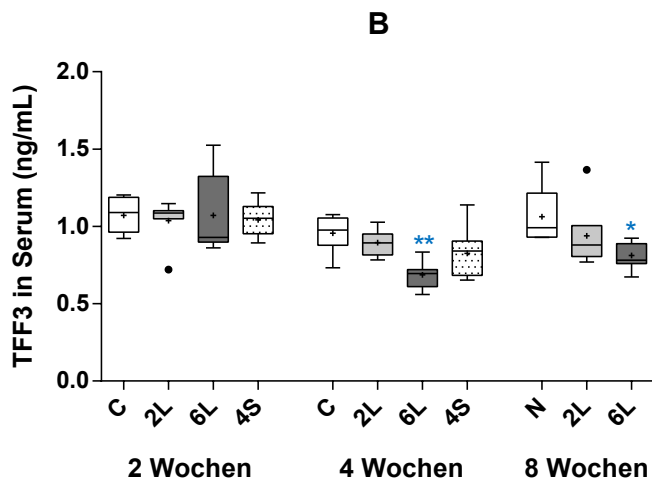 B
TFF3 in Serum (ng/mL)
2.0
1.5
1.0
0.5
0.0
**
*
C 2L 6L 4S C 2L 6L 4S N 2L 6L
2 Wochen 4 Wochen 8 Wochen